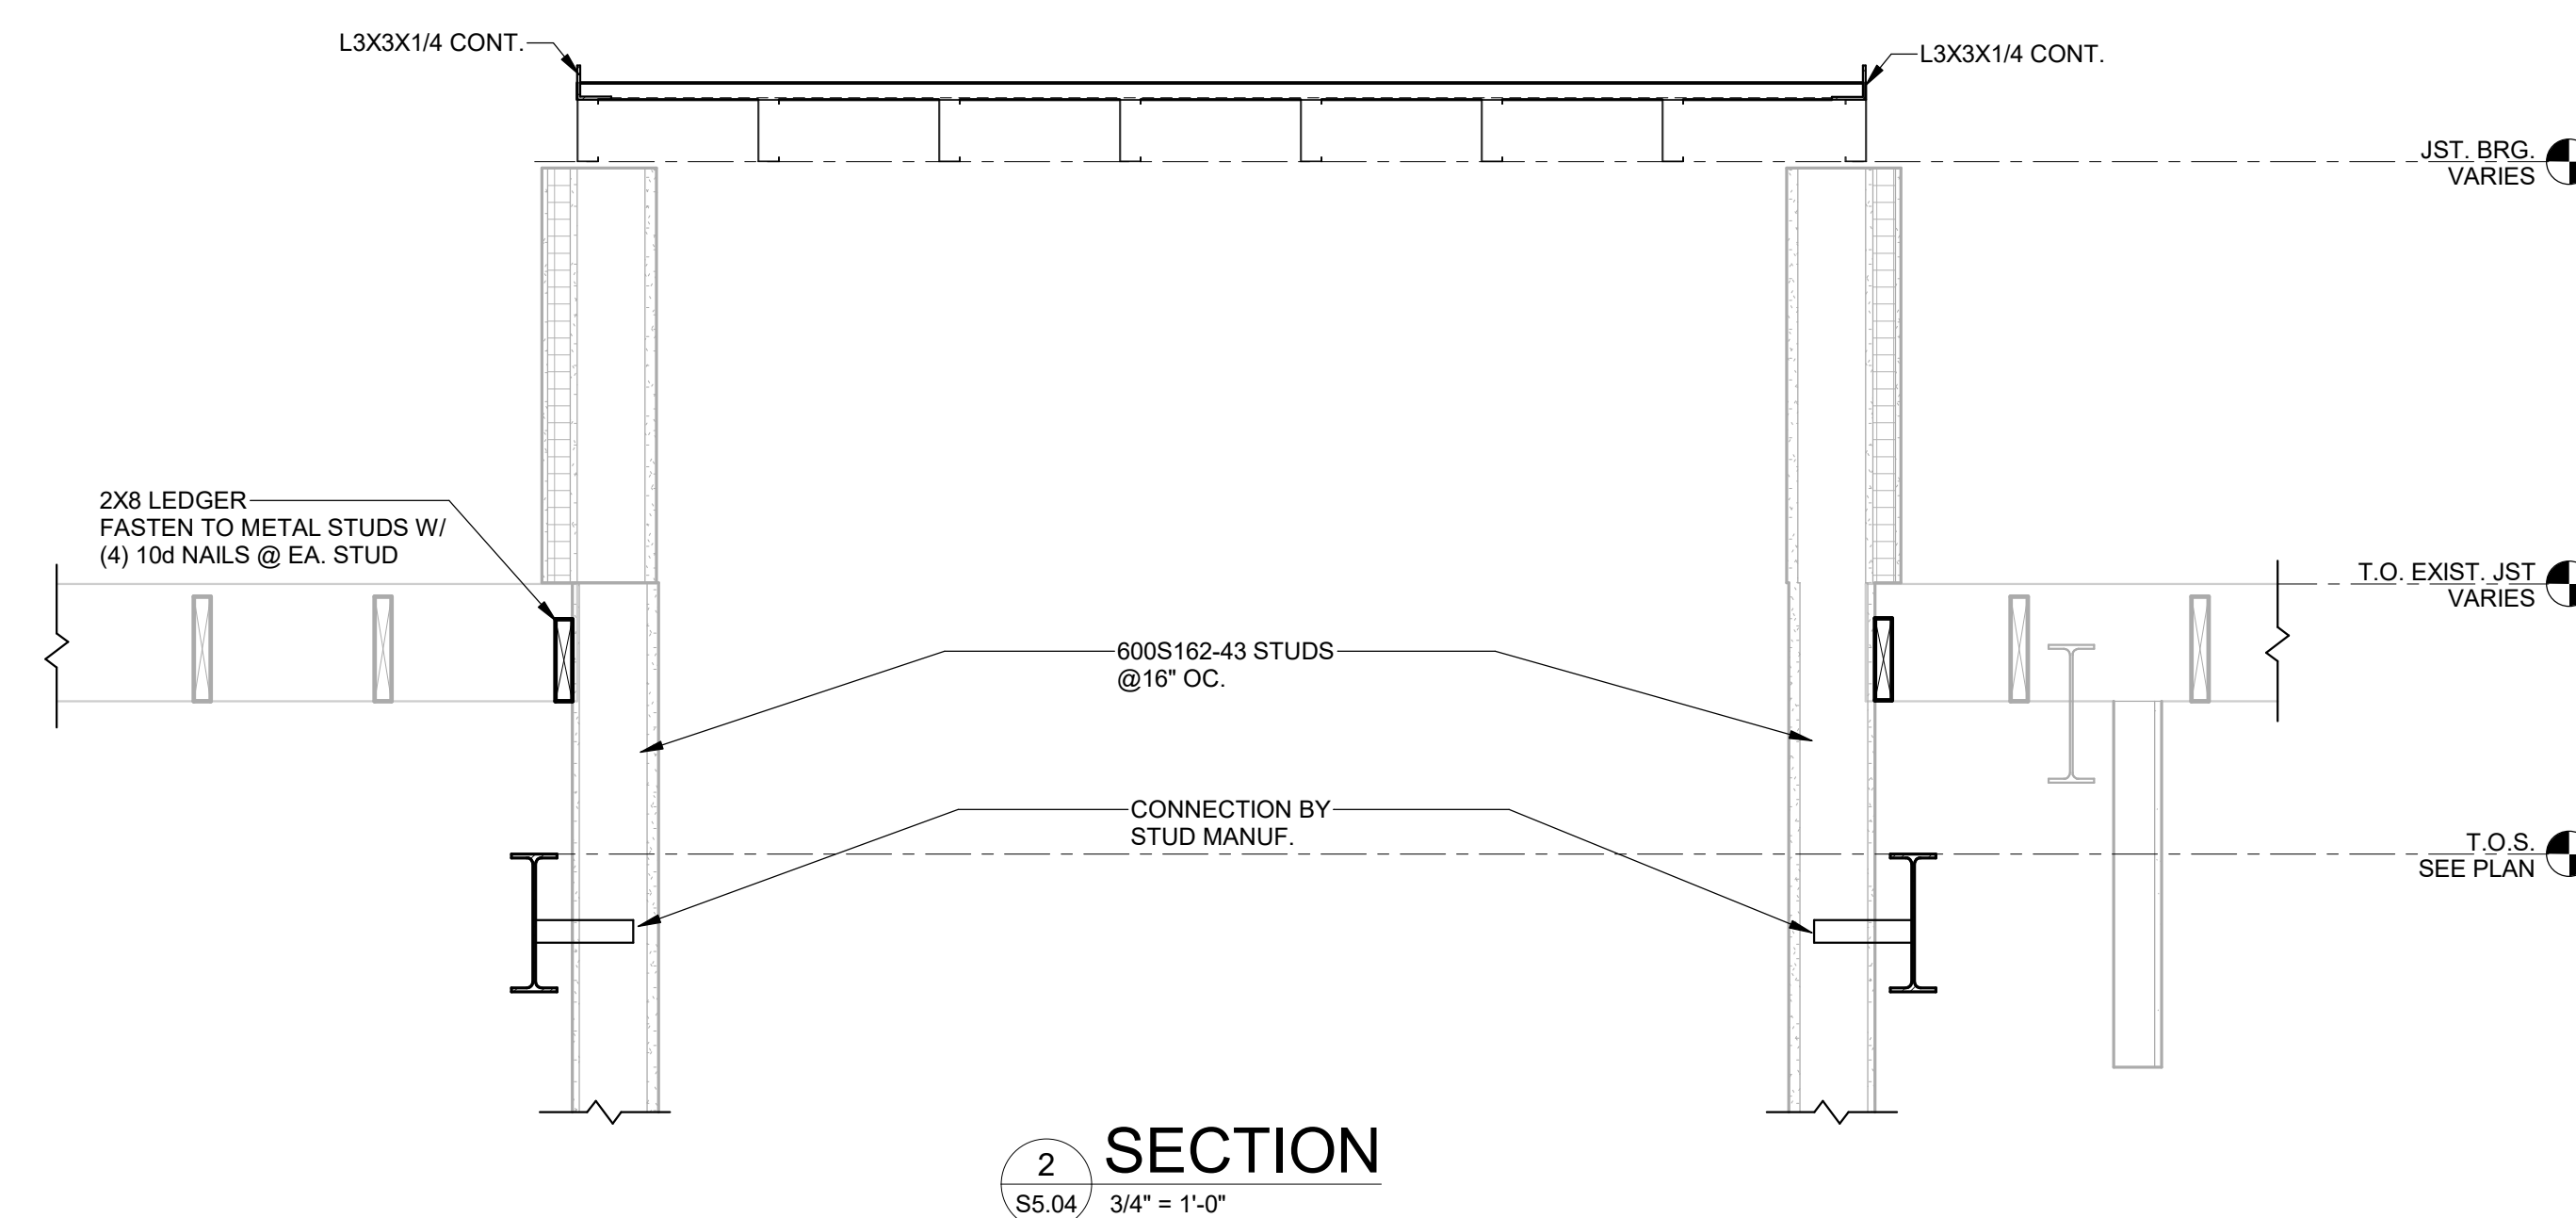 L3X3X1/4 CONT.
L3X3X1/4 CONT.
JST. BRG.
VARIES
2X8 LEDGER
FASTEN TO METAL STUDS W/
(4) 10d NAILS @ EA. STUD
T.O. EXIST. JST
VARIES
600S162-43 STUDS
@16" OC.
CONNECTION BY
STUD MANUF.
T.O.S.
SEE PLAN
2
SECTION
S5.04
3/4" = 1'-0"